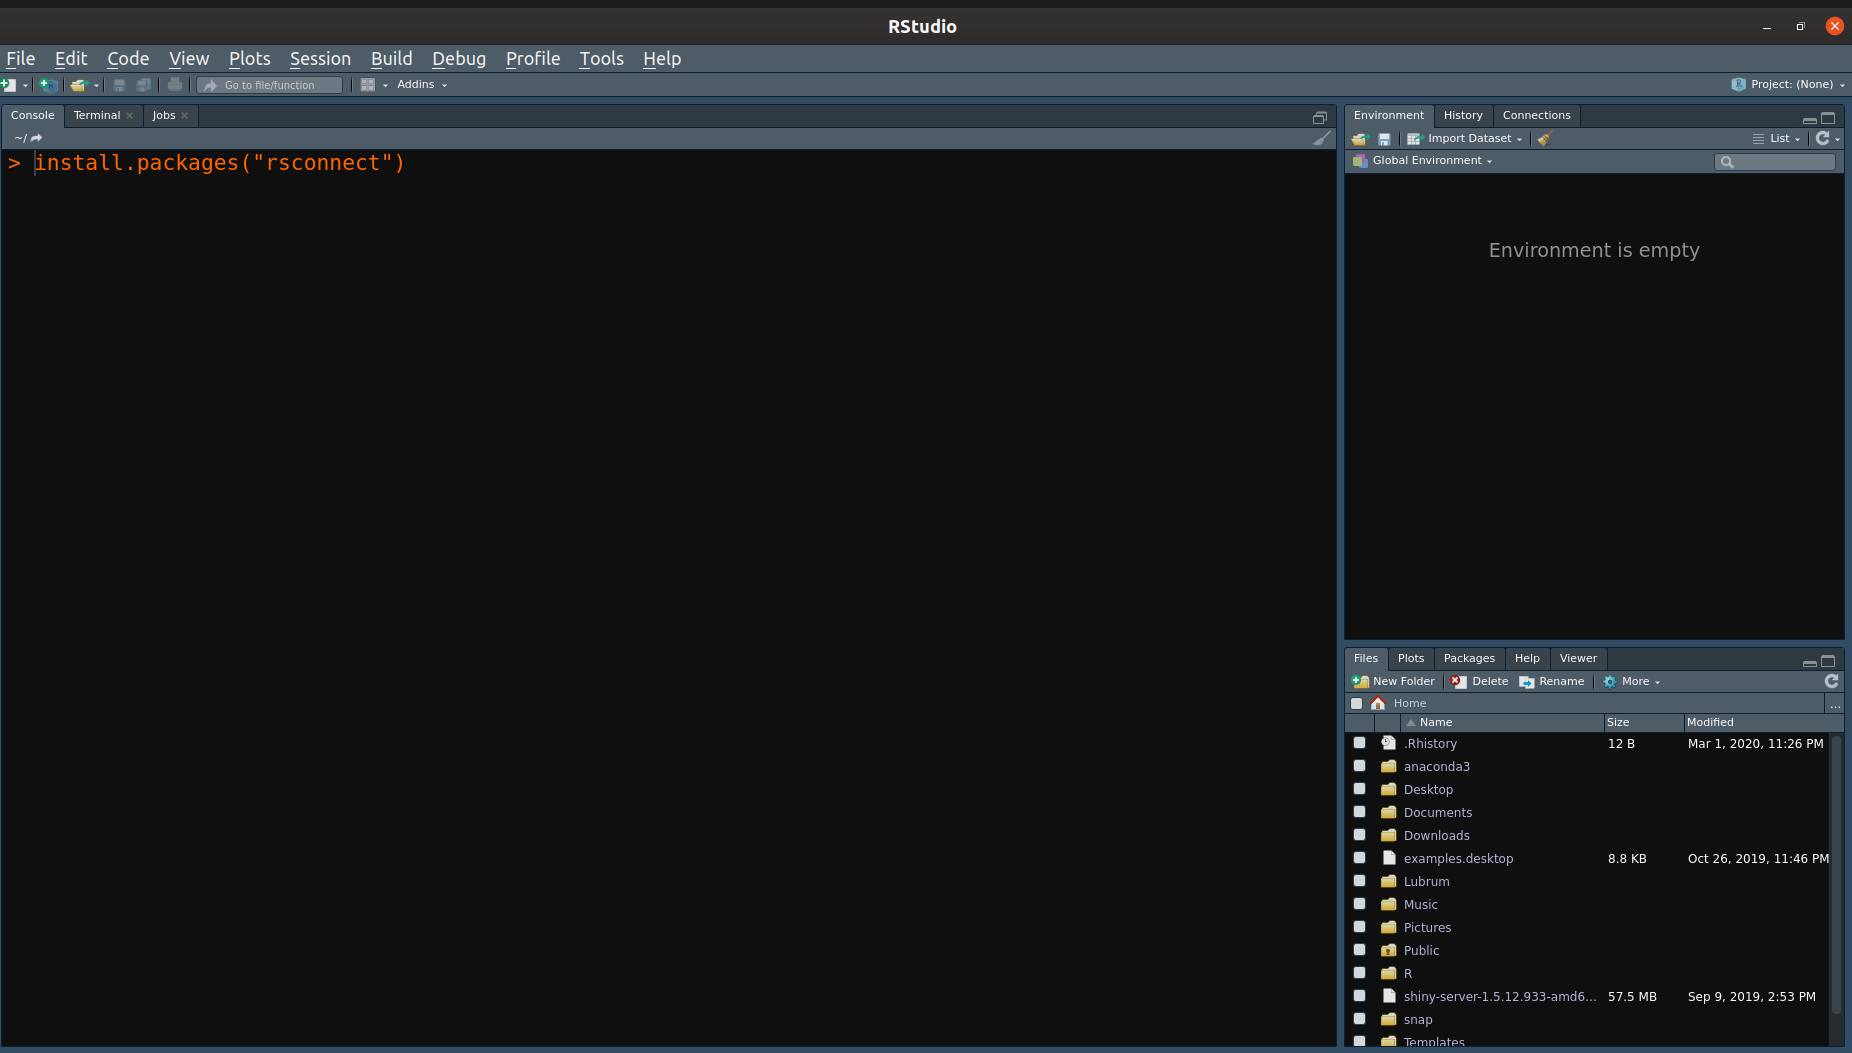 RStudio
File Edit Code View Plots Session Build Debug Profile Tools Help
Go to file/function Addins Project: (None)
Console Terminal Jobs
~/
> install.packages("rsconnect")
Environment History Connections
Import Dataset List
Global Environment
Environment is empty
Files Plots Packages Help Viewer
New Folder Delete Rename More
Home ...
Name Size Modified
.Rhistory 12 B Mar 1, 2020, 11:26 PM
anaconda3
Desktop
Documents
Downloads
examples.desktop 8.8 KB Oct 26, 2019, 11:46 PM
Lubrum
Music
Pictures
Public
R
shiny-server-1.5.12.933-amd6... 57.5 MB Sep 9, 2019, 2:53 PM
snap
Templates